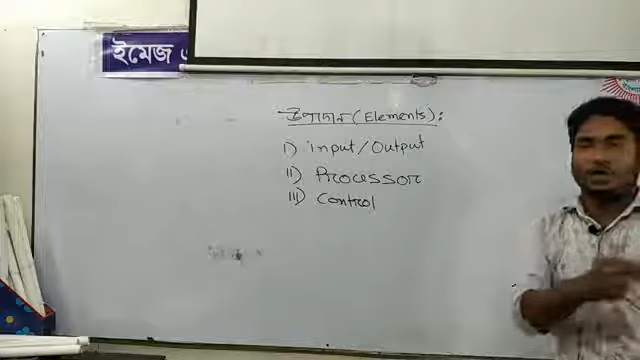 ইমেজ
উপাদান (Elements):
i) Input/Output
ii) Processor
iii) Control